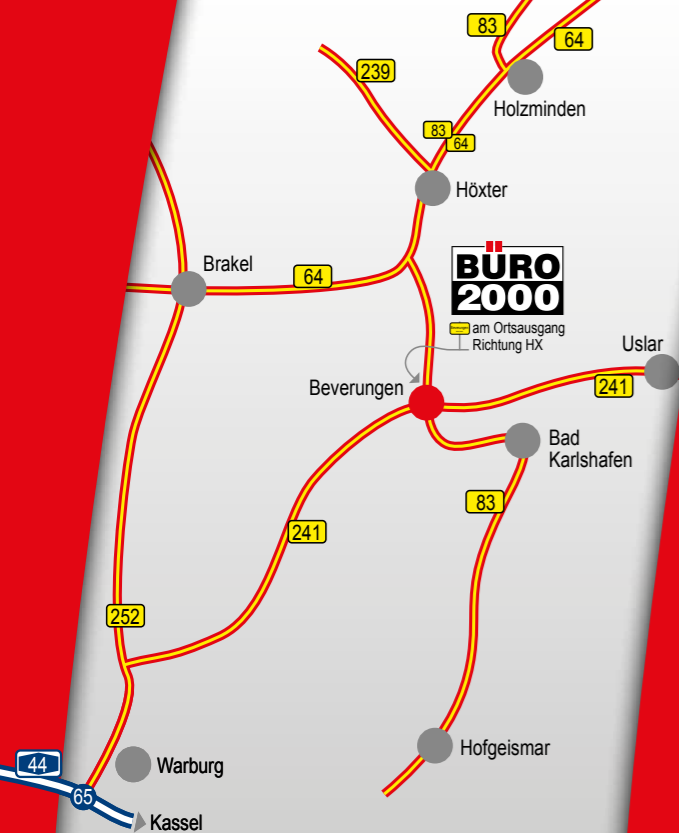 83
64
239
Holzminden
83
64
Höxter
Brakel
64
BÜRO
2000
am Ortsausgang
Richtung HX
Uslar
241
Beverungen
Bad
Karlshafen
83
241
252
Hofgeismar
44
Warburg
65
Kassel